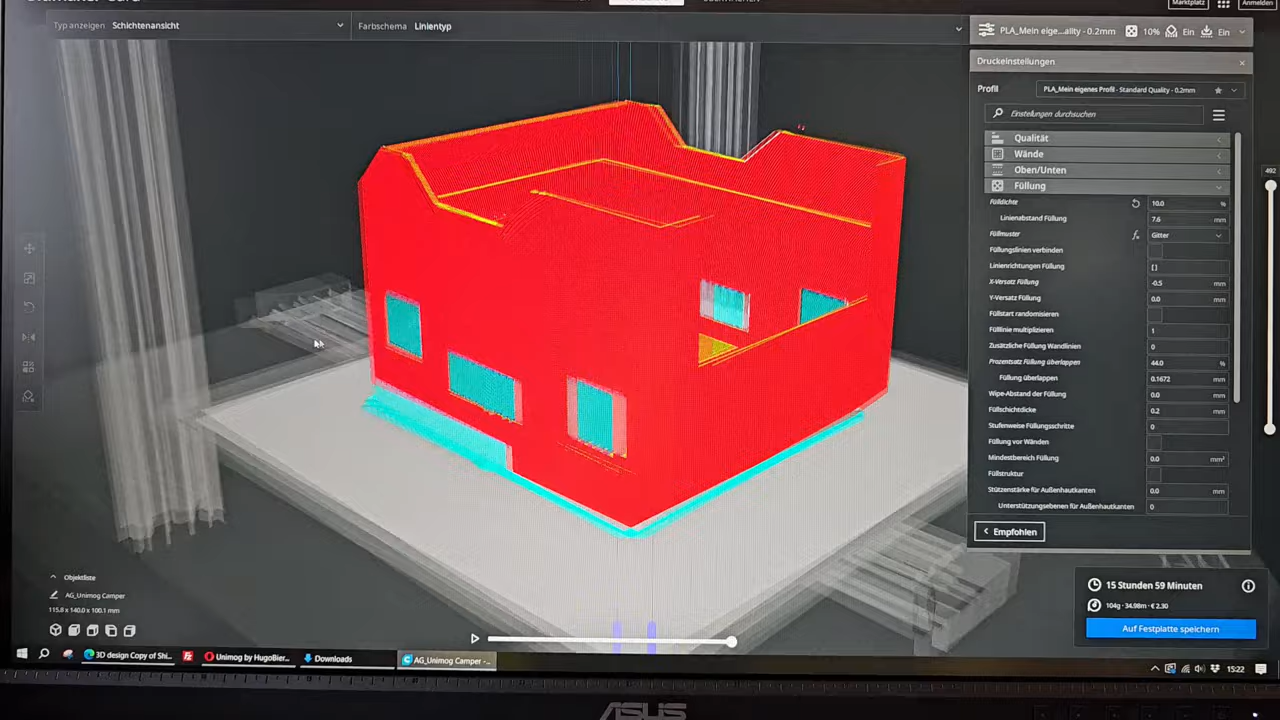 Marktplatz
Anmelden
Typ anzeigen Schichtenansicht
Farbschema Linientyp
PLA_Mein eige...ality - 0.2mm 10% Ein Ein
Druckeinstellungen
Profil PLA_Mein eigenes Profil - Standard Quality - 0.2mm
Einstellungen durchsuchen
Qualität
Wände
Oben/Unten
Füllung
Fülldichte 10.0 %
Linienabstand Füllung 7.6 mm
Füllmuster Gitter
Füllungslinien verbinden
Linienrichtungen Füllung [ ]
X-Versatz Füllung -0.5 mm
Y-Versatz Füllung 0.0 mm
Füllstart randomisieren
Fülllinie multiplizieren 1
Zusätzliche Füllung Wandlinien 0
Prozentsatz Füllung überlappen 44.0 %
Füllung überlappen 0.1672 mm
Wipe-Abstand der Füllung 0.0 mm
Füllschichtdicke 0.2 mm
Stufenweise Füllungsschritte 0
Füllung vor Wänden
Mindestbereich Füllung 0.0 mm²
Füllstruktur
Stützenstärke für Außenhautkanten 0.0 mm
Unterstützungsebenen für Außenhautkanten 0
Empfohlen
492
Objektliste
AG_Unimog Camper
115.8 x 140.0 x 100.1 mm
15 Stunden 59 Minuten
104g · 34.98m · € 2.30
Auf Festplatte speichern
3D design Copy of Shi...
Unimog by HugoBier...
Downloads
AG_Unimog Camper -...
15:22
ASUS